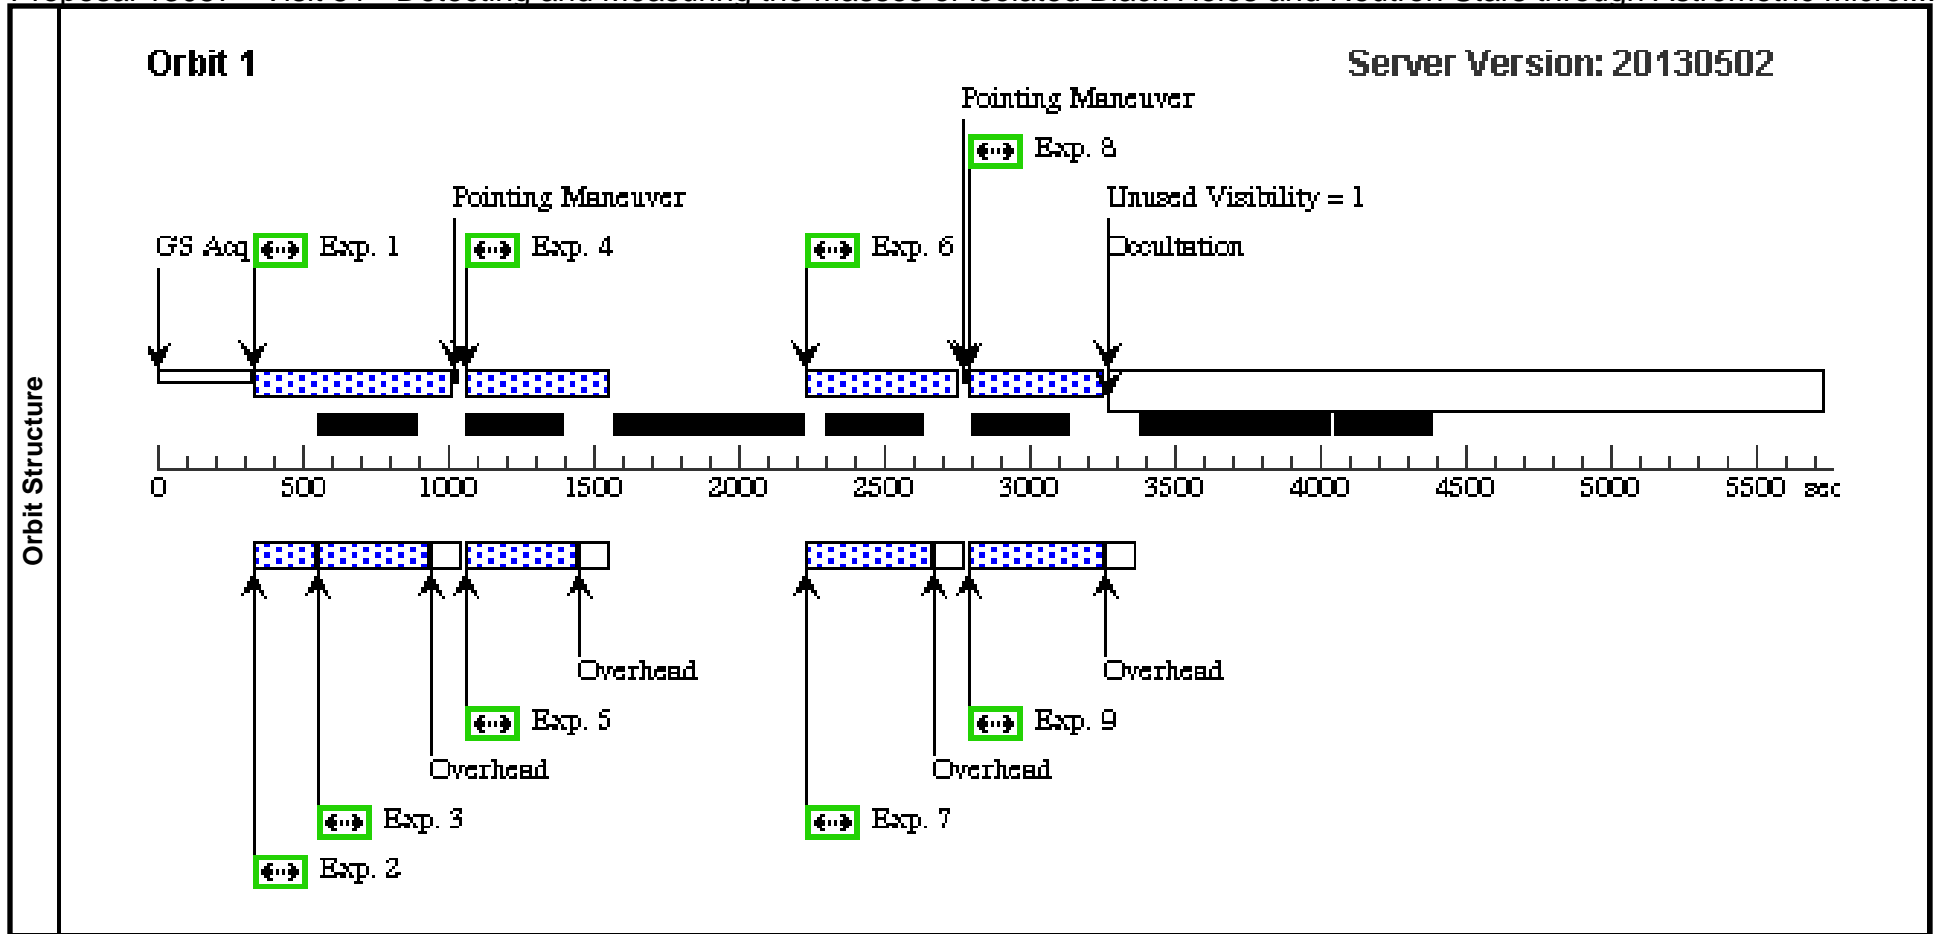 Orbit 1
Server Version: 20130502
Pointing Maneuver
Exp. 8
Pointing Maneuver
Unused Visibility = 1
GS Acq
Exp. 1
Exp. 4
Exp. 6
Occultation
Orbit Structure
0 500 1000 1500 2000 2500 3000 3500 4000 4500 5000 5500 sec
Overhead
Overhead
Exp. 5
Exp. 9
Overhead
Overhead
Exp. 3
Exp. 7
Exp. 2